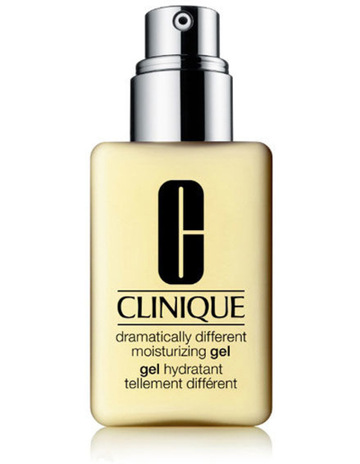 C
CLINIQUE
dramatically different
moisturizing gel
gel hydratant
tellement différent